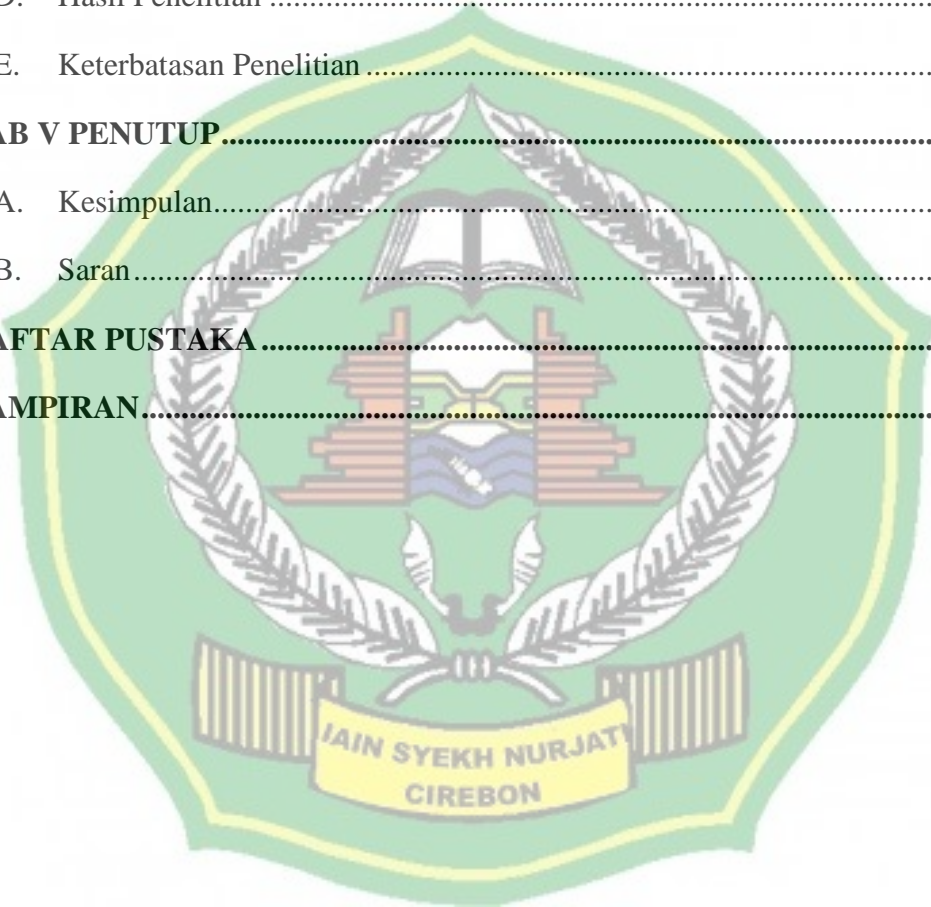 D. Hasil Penelitian ........................................................
E. Keterbatasan Penelitian ........................................................
AB V PENUTUP ........................................................
A. Kesimpulan ........................................................
B. Saran ........................................................
AFTAR PUSTAKA ........................................................
AMPIRAN ........................................................
IAIN SYEKH NURJATI
CIREBON